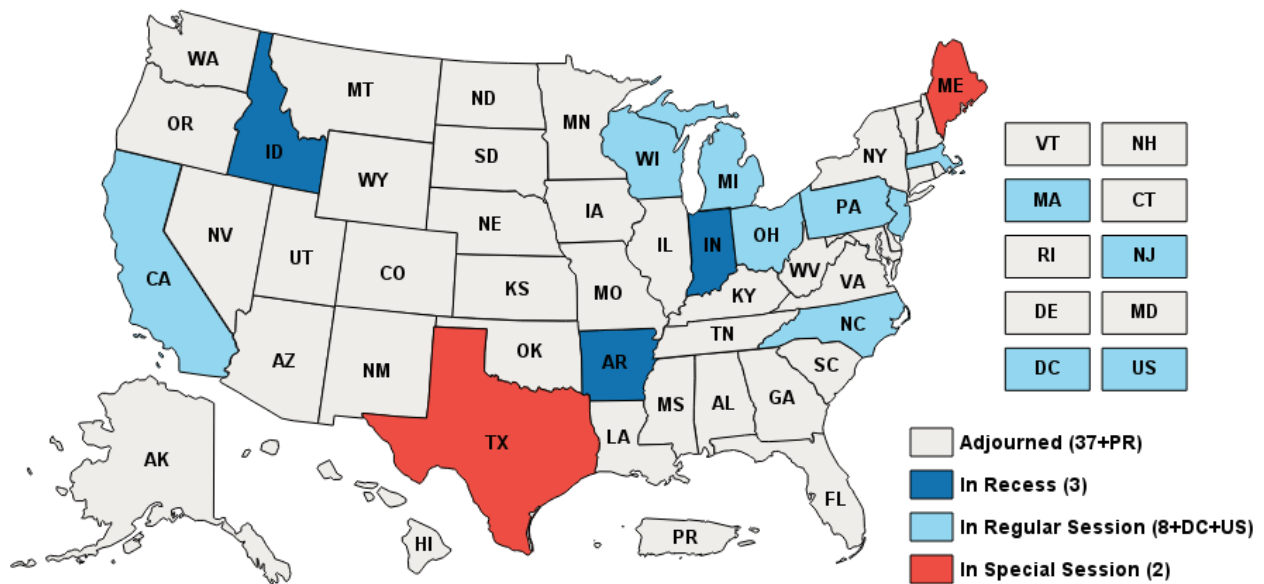 WA
MT
ND
MN
OR
ID
SD
WY
WI
MI
NY
ME
IA
NE
PA
OH
IN
IL
NV
UT
CO
CA
KS
MO
WV
VA
KY
NC
TN
OK
AR
AZ
NM
SC
MS
AL
GA
LA
TX
AK
HI
PR
FL
VT NH
MA CT
RI NJ
DE MD
DC US
Adjourned (37+PR)
In Recess (3)
In Regular Session (8+DC+US)
In Special Session (2)